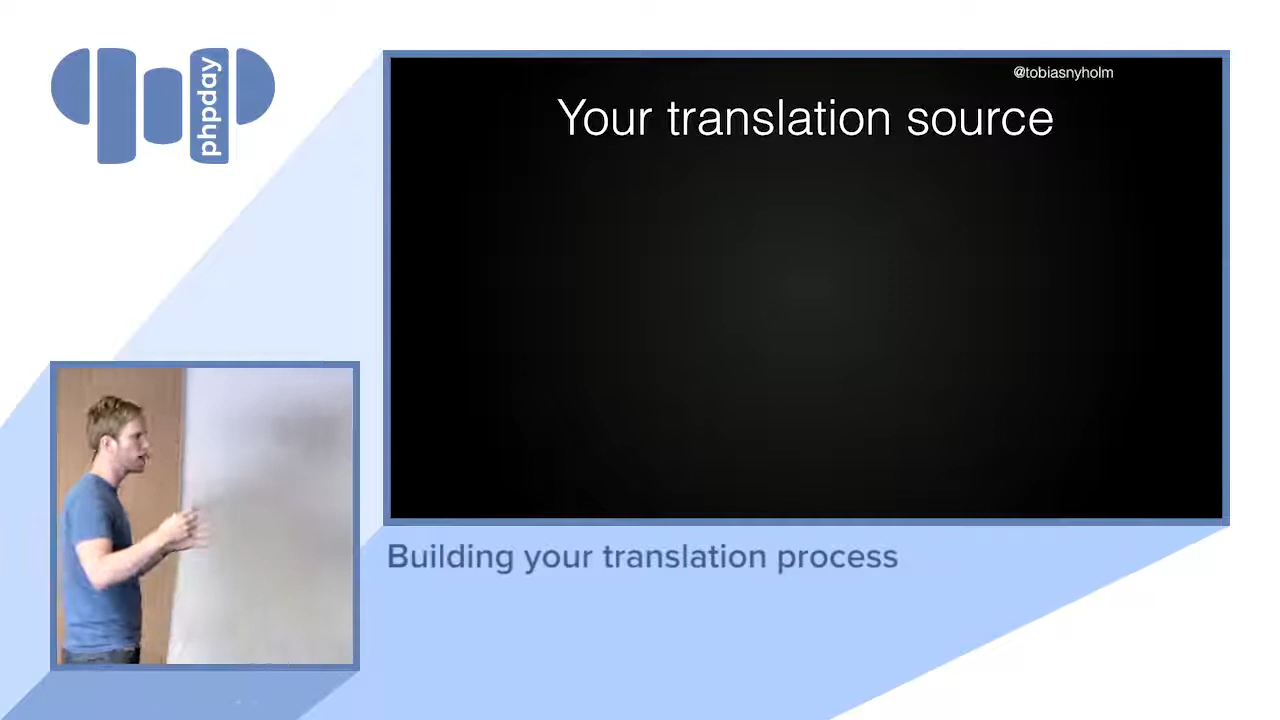 phpday
@tobiasnyholm
Your translation source
Building your translation process